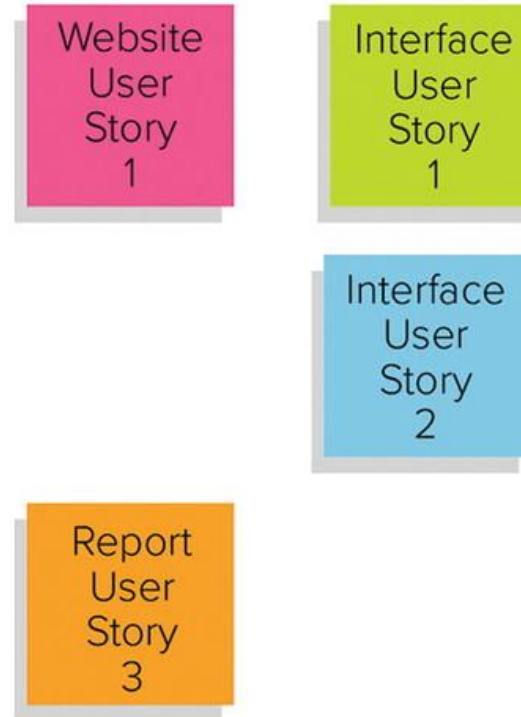 Website
User
Story
1
Interface
User
Story
1
Interface
User
Story
2
Report
User
Story
3